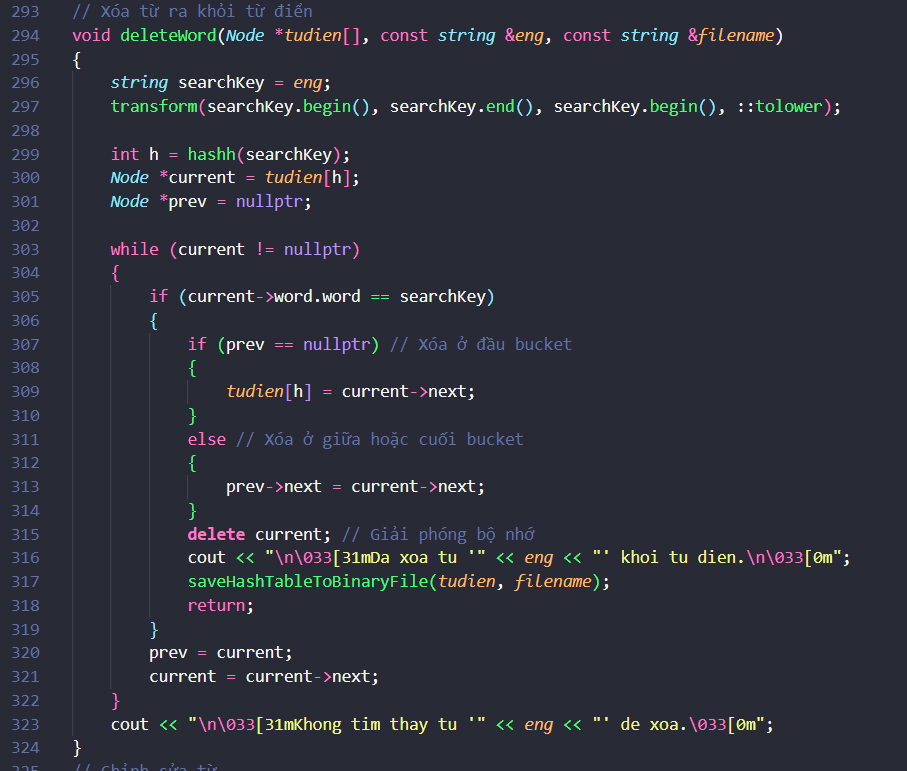 293 // Xóa từ ra khỏi từ điển
294 void deleteWord(Node *tudien[], const string &eng, const string &filename)
295 {
296     string searchKey = eng;
297     transform(searchKey.begin(), searchKey.end(), searchKey.begin(), ::tolower);
298
299     int h = hashh(searchKey);
300     Node *current = tudien[h];
301     Node *prev = nullptr;
302
303     while (current != nullptr)
304     {
305         if (current->word.word == searchKey)
306         {
307             if (prev == nullptr) // Xóa ở đầu bucket
308             {
309                 tudien[h] = current->next;
310             }
311             else // Xóa ở giữa hoặc cuối bucket
312             {
313                 prev->next = current->next;
314             }
315             delete current; // Giải phóng bộ nhớ
316             cout << "\n\033[31mDa xoa tu '" << eng << "' khoi tu dien.\n\033[0m";
317             saveHashTableToBinaryFile(tudien, filename);
318             return;
319         }
320         prev = current;
321         current = current->next;
322     }
323     cout << "\n\033[31mKhong tim thay tu '" << eng << "' de xoa.\033[0m";
324 }
325 // Chỉnh sửa từ